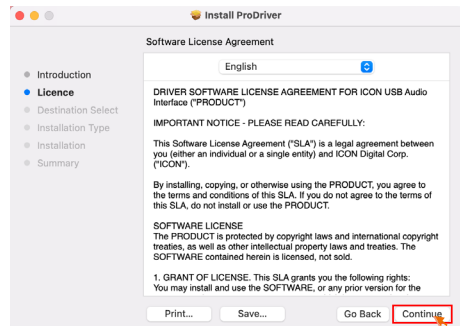 Install ProDriver
Software License Agreement
English
Introduction
Licence
Destination Select
Installation Type
Installation
Summary
DRIVER SOFTWARE LICENSE AGREEMENT FOR ICON USB Audio
Interface ("PRODUCT")
IMPORTANT NOTICE - PLEASE READ CAREFULLY:
This Software License Agreement ("SLA") is a legal agreement between
you (either an individual or a single entity) and ICON Digital Corp.
("ICON").
By installing, copying, or otherwise using the PRODUCT, you agree to
the terms and conditions of this SLA. If you do not agree to the terms of
this SLA, do not install or use the PRODUCT.
SOFTWARE LICENSE
The PRODUCT is protected by copyright laws and international copyright
treaties, as well as other intellectual property laws and treaties. The
SOFTWARE contained herein is licensed, not sold.
1. GRANT OF LICENSE. This SLA grants you the following rights:
You may install and use the SOFTWARE, or any prior version for the
Print...
Save...
Go Back
Continue